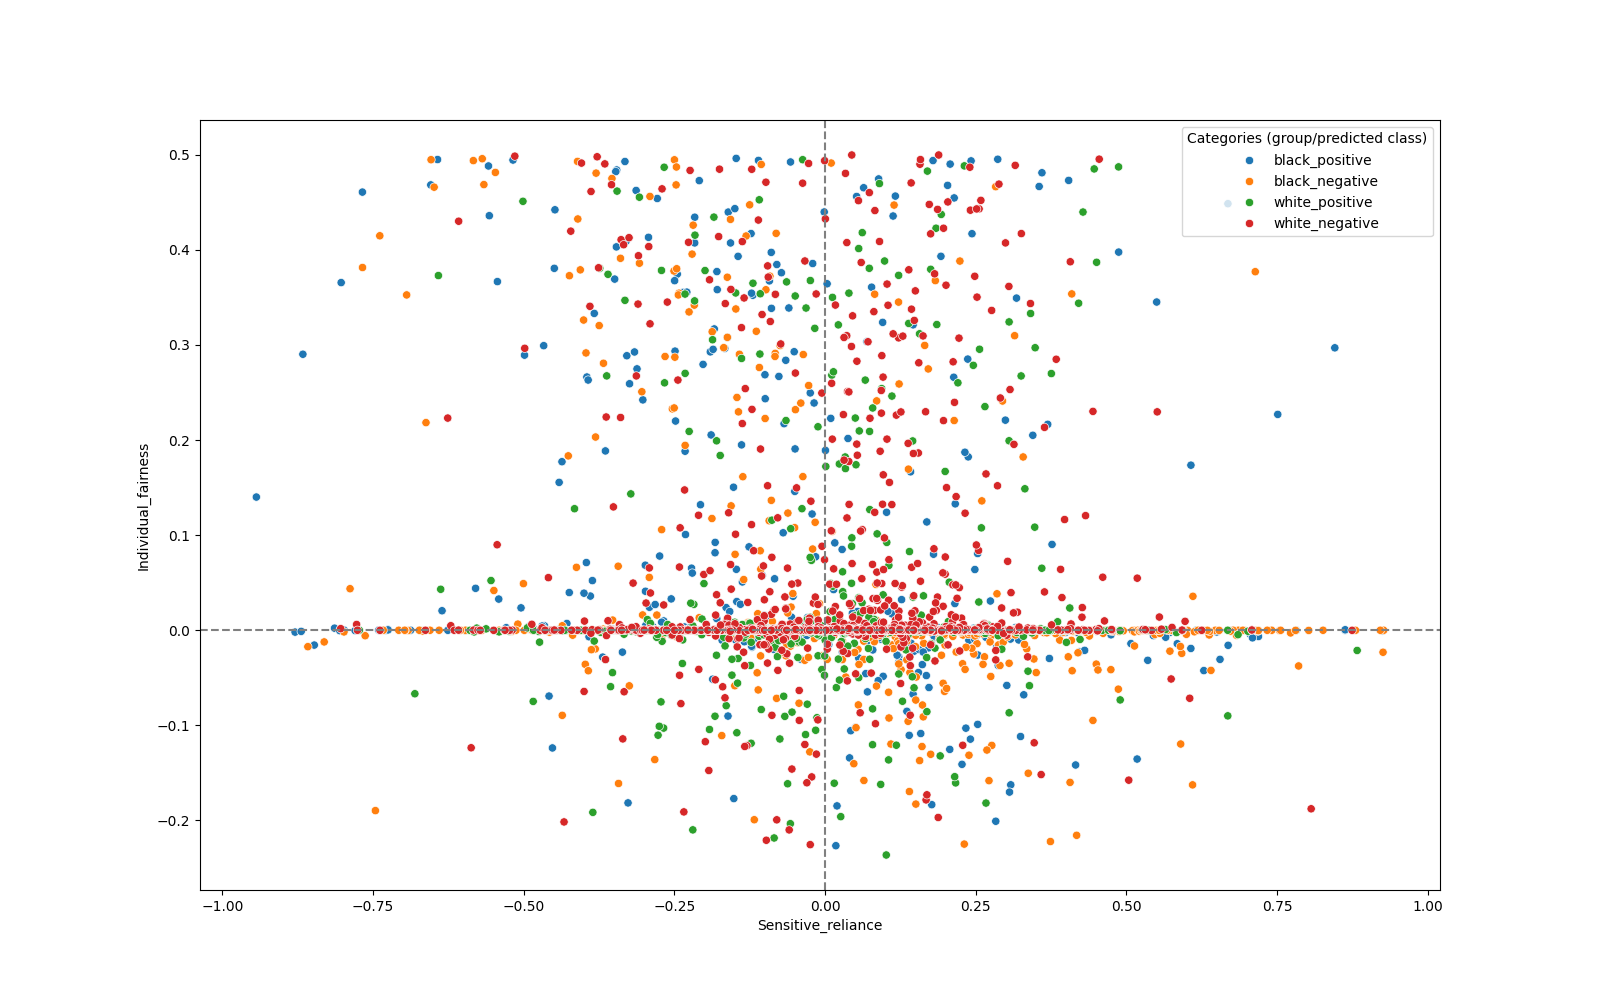 Categories (group/predicted class)
black_positive
black_negative
white_positive
white_negative
Individual_fairness
0.5
0.4
0.3
0.2
0.1
0.0
−0.1
−0.2
−1.00 −0.75 −0.50 −0.25 0.00 0.25 0.50 0.75 1.00
Sensitive_reliance